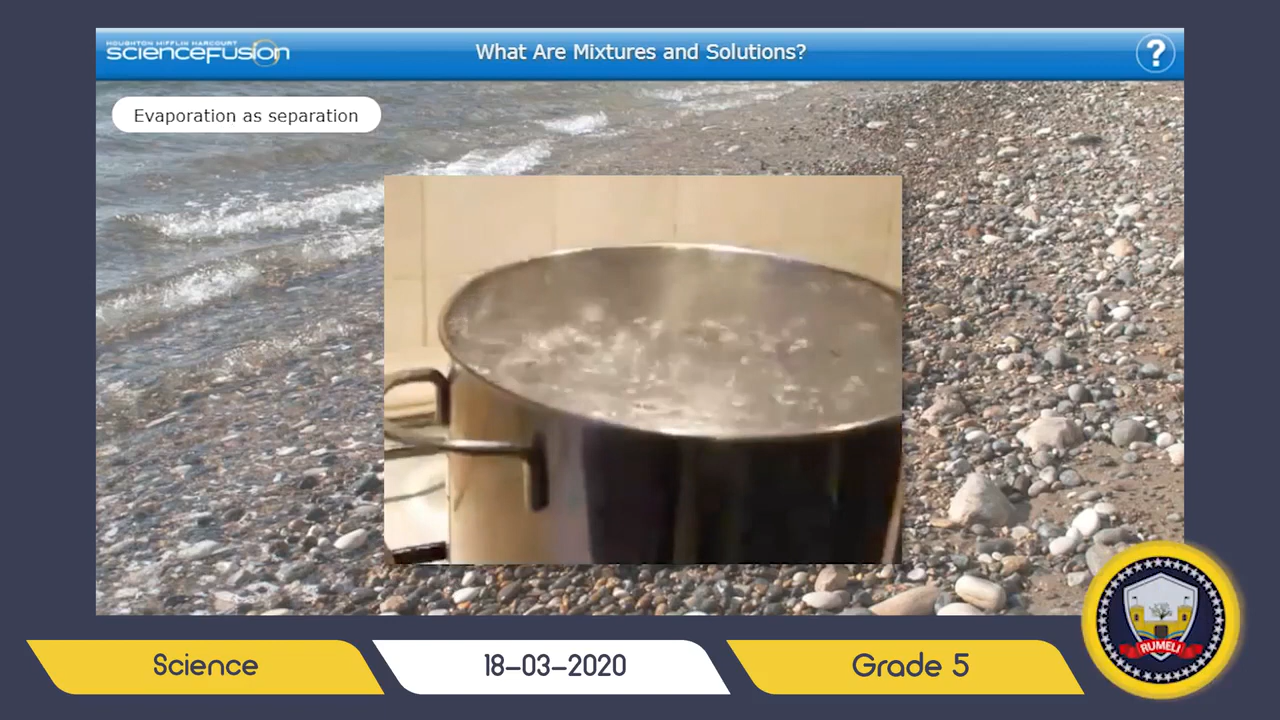 HOUGHTON MIFFLIN HARCOURT
SCIENCEFUSION
What Are Mixtures and Solutions?
?
Evaporation as separation
RUMELI
Science
18-03-2020
Grade 5